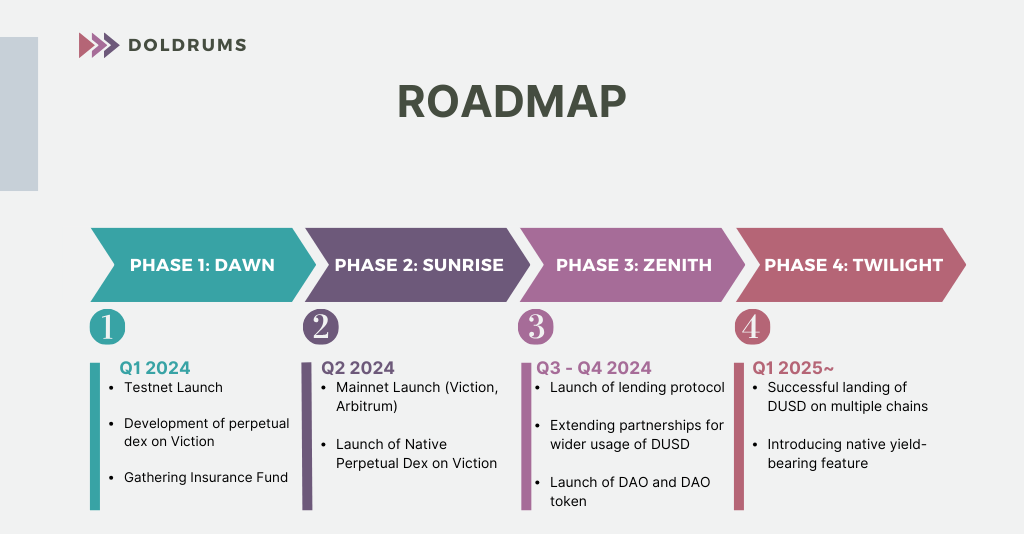 DOLDRUMS
ROADMAP
PHASE 1: DAWN
PHASE 2: SUNRISE
PHASE 3: ZENITH
PHASE 4: TWILIGHT
1
2
3
4
Q1 2024
• Testnet Launch
• Development of perpetual
dex on Viction
• Gathering Insurance Fund
Q2 2024
• Mainnet Launch (Viction,
Arbitrum)
• Launch of Native
Perpetual Dex on Viction
Q3 - Q4 2024
• Launch of lending protocol
• Extending partnerships for
wider usage of DUSD
• Launch of DAO and DAO
token
Q1 2025~
• Successful landing of
DUSD on multiple chains
• Introducing native yield-
bearing feature